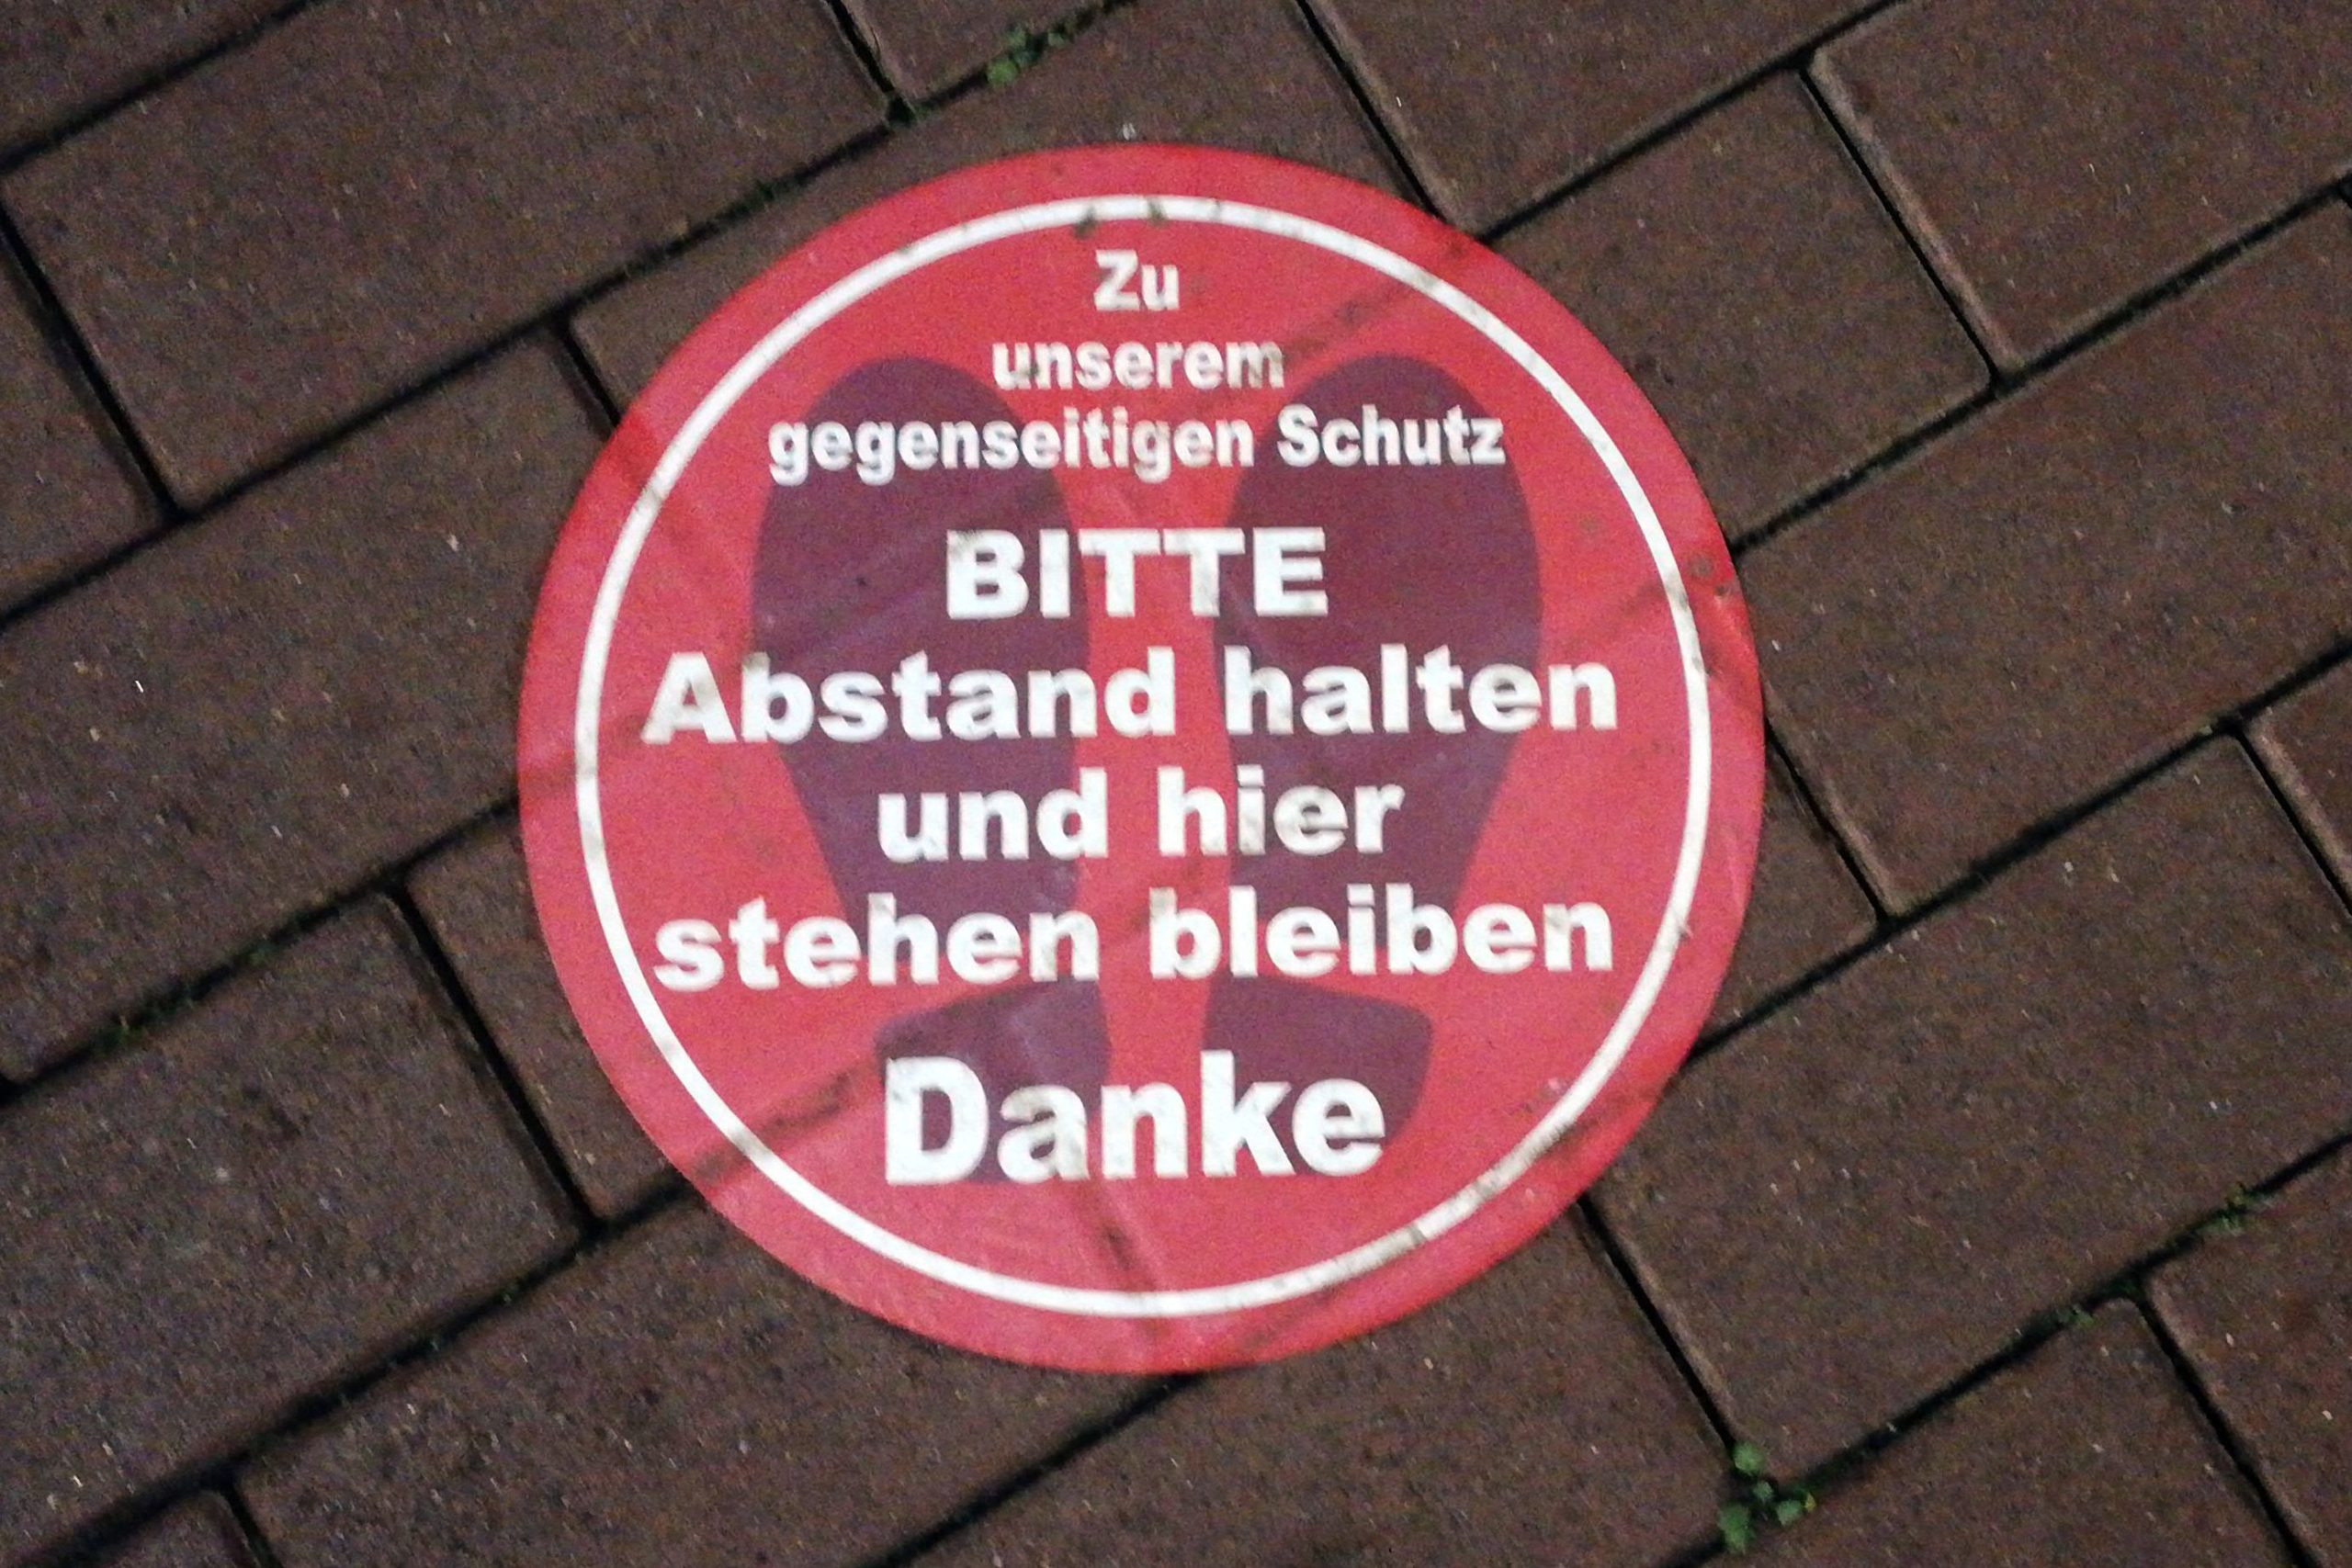 Zu
unserem
gegenseitigen Schutz
BITTE
Abstand halten
und hier
stehen bleiben
Danke